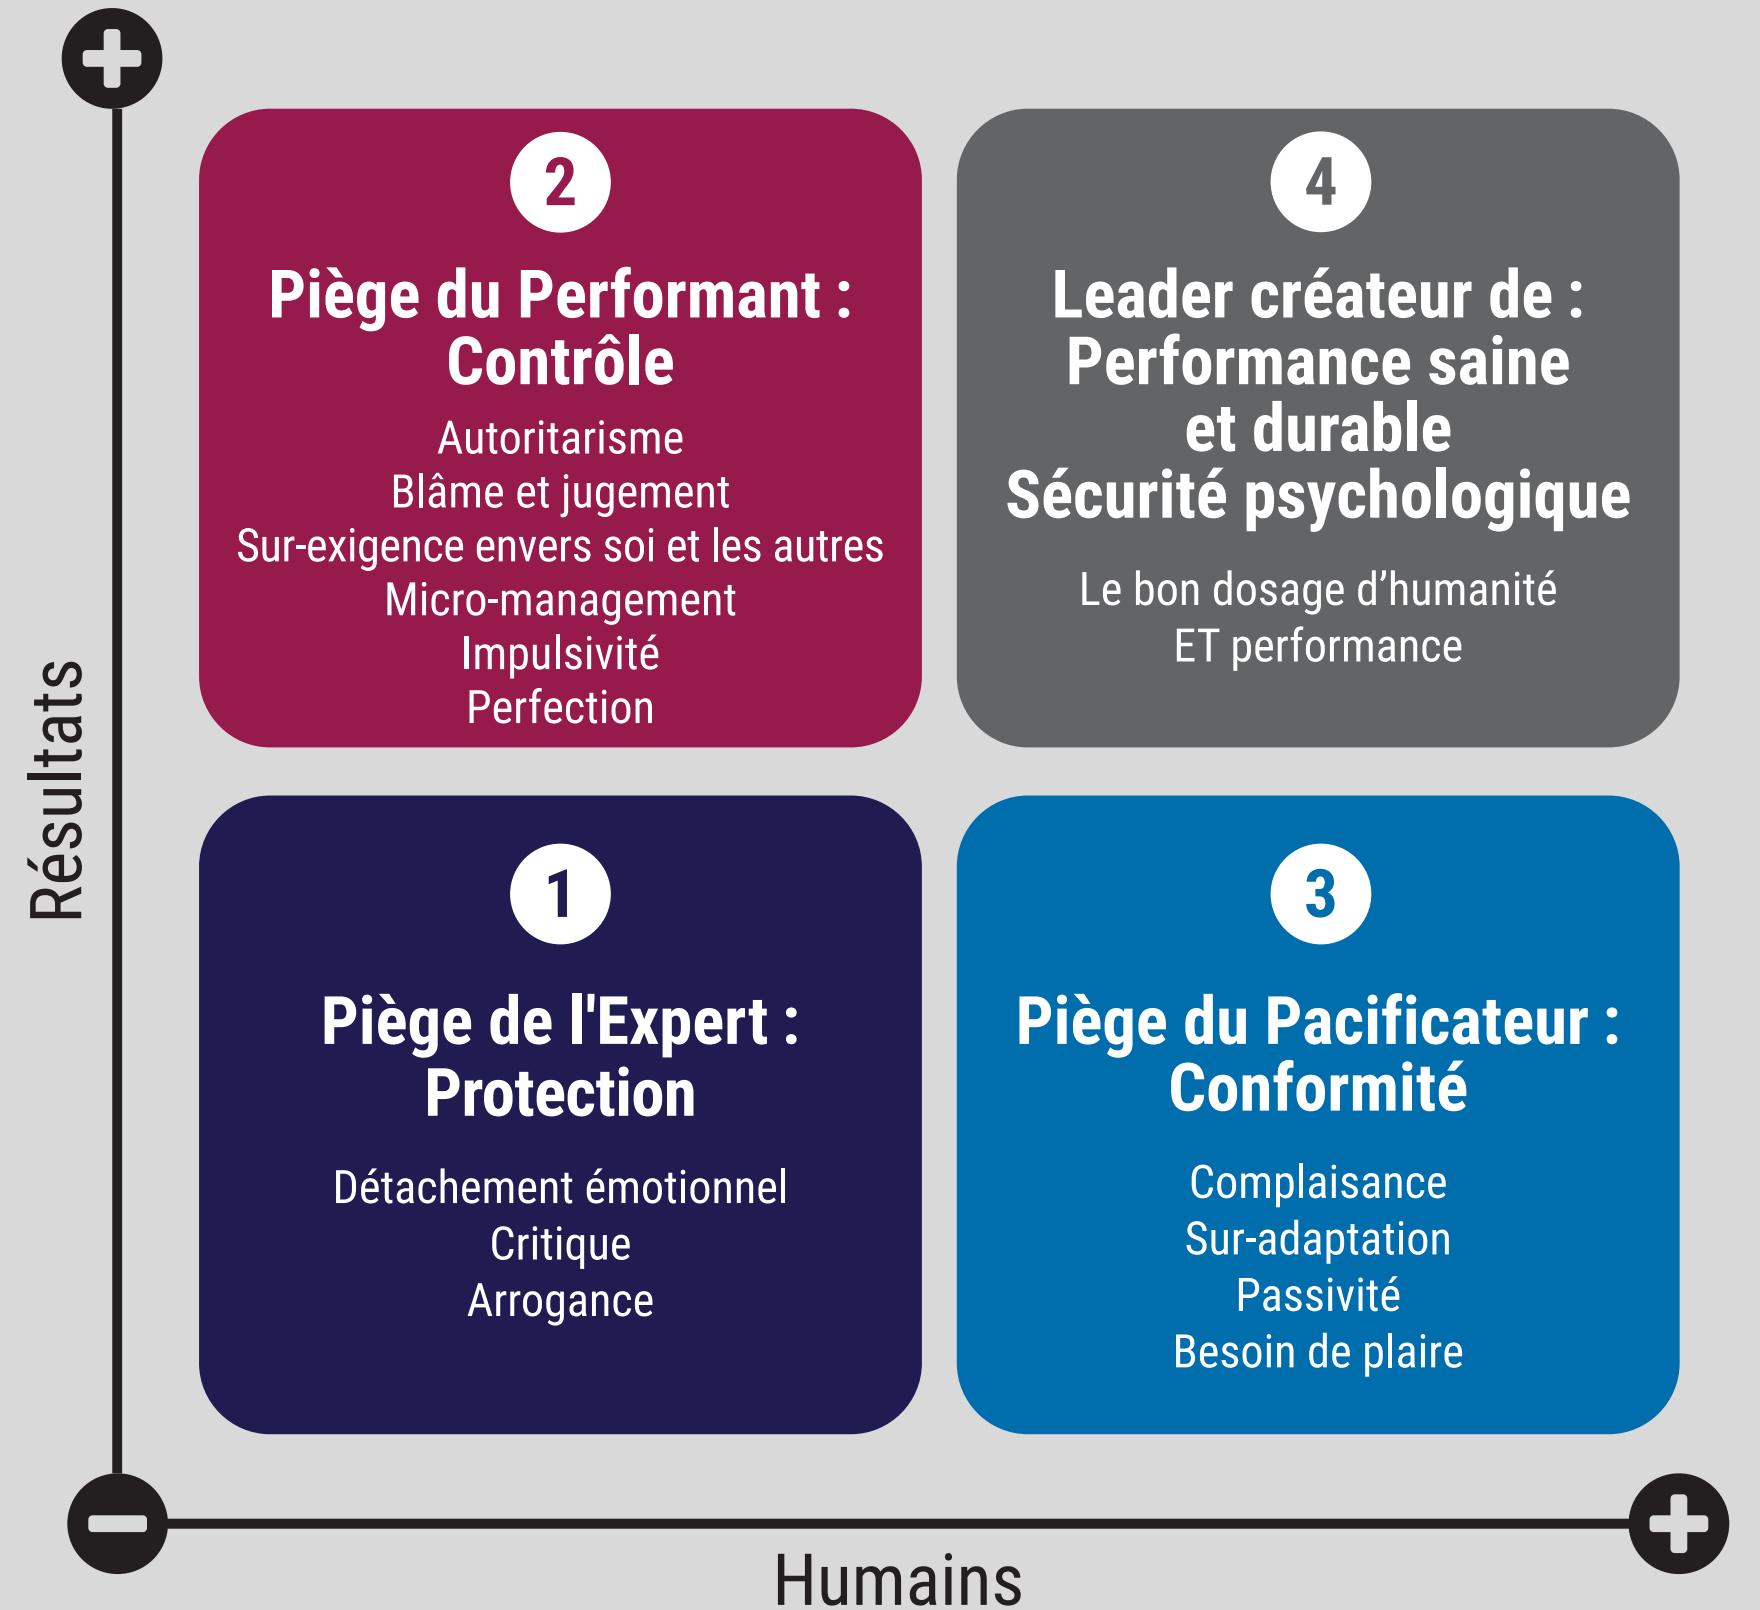 2
Piège du Performant :
Contrôle
Autoritarisme
Blâme et jugement
Sur-exigence envers soi et les autres
Micro-management
Impulsivité
Perfection
4
Leader créateur de :
Performance saine
et durable
Sécurité psychologique
Le bon dosage d’humanité
ET performance
Résultats
1
Piège de l'Expert :
Protection
Détachement émotionnel
Critique
Arrogance
3
Piège du Pacificateur :
Conformité
Complaisance
Sur-adaptation
Passivité
Besoin de plaire
Humains